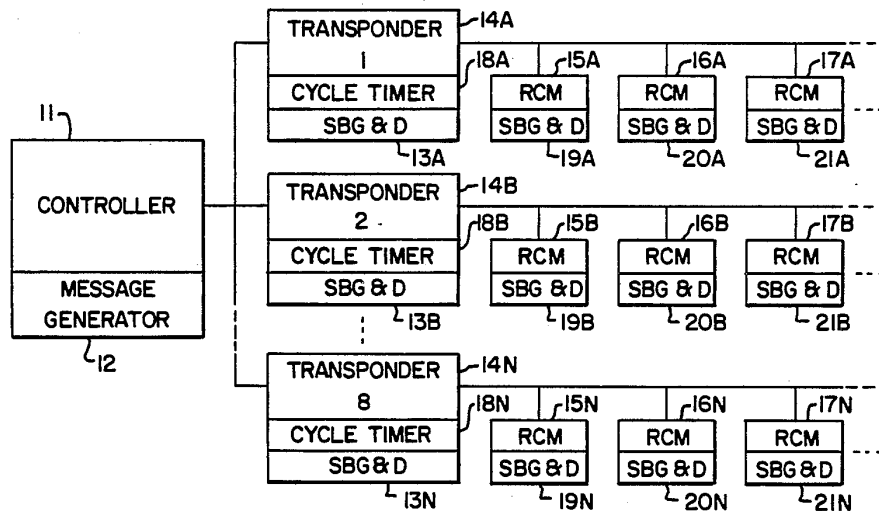 TRANSPONDER
1
14A
CYCLE TIMER
18A
SBG & D
13A
15A
RCM
SBG & D
19A
16A
RCM
SBG & D
20A
17A
RCM
SBG & D
21A
11
CONTROLLER
MESSAGE
GENERATOR
12
TRANSPONDER
2
14B
CYCLE TIMER
18B
SBG & D
13B
15B
RCM
SBG & D
19B
16B
RCM
SBG & D
20B
17B
RCM
SBG & D
21B
TRANSPONDER
8
14N
CYCLE TIMER
18N
SBG & D
13N
15N
RCM
SBG & D
19N
16N
RCM
SBG & D
20N
17N
RCM
SBG & D
21N